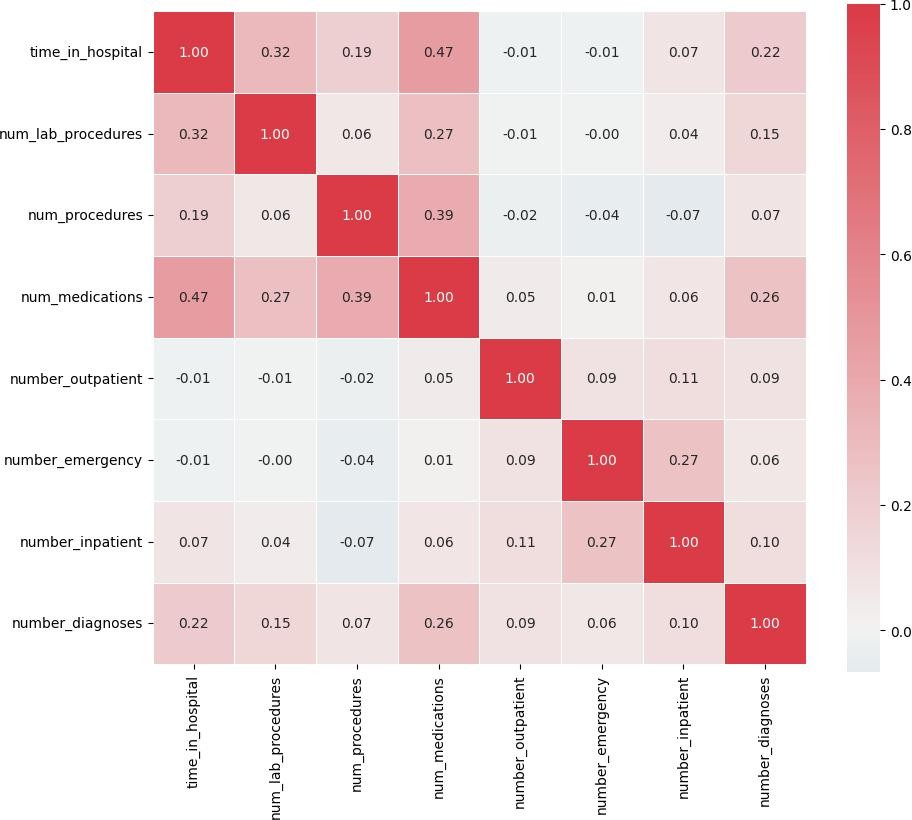 time_in_hospital 1.00 0.32 0.19 0.47 -0.01 -0.01 0.07 0.22
num_lab_procedures 0.32 1.00 0.06 0.27 -0.01 -0.00 0.04 0.15
num_procedures 0.19 0.06 1.00 0.39 -0.02 -0.04 -0.07 0.07
num_medications 0.47 0.27 0.39 1.00 0.05 0.01 0.06 0.26
number_outpatient -0.01 -0.01 -0.02 0.05 1.00 0.09 0.11 0.09
number_emergency -0.01 -0.00 -0.04 0.01 0.09 1.00 0.27 0.06
number_inpatient 0.07 0.04 -0.07 0.06 0.11 0.27 1.00 0.10
number_diagnoses 0.22 0.15 0.07 0.26 0.09 0.06 0.10 1.00
time_in_hospital
num_lab_procedures
num_procedures
num_medications
number_outpatient
number_emergency
number_inpatient
number_diagnoses
1.0
0.8
0.6
0.4
0.2
0.0